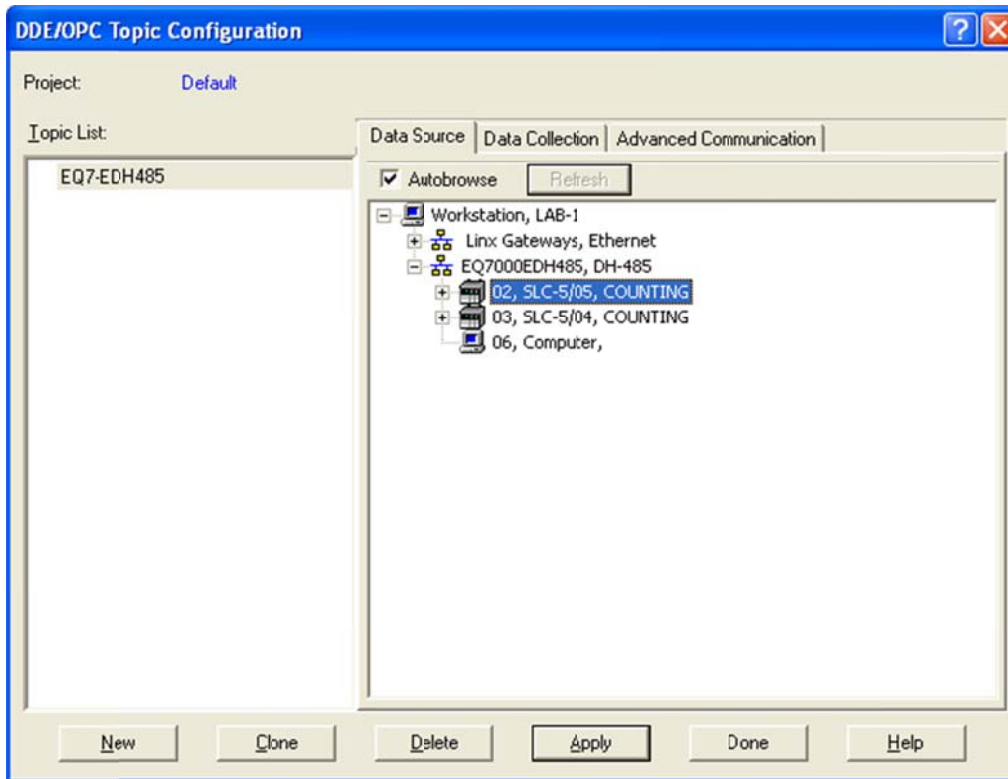 DDE/OPC Topic Configuration
Project: Default
Topic List:
EQ7-EDH485
Data Source Data Collection Advanced Communication
Autobrowse Refresh
Workstation, LAB-1
Linx Gateways, Ethernet
EQ7000EDH485, DH-485
02, SLC-5/05, COUNTING
03, SLC-5/04, COUNTING
06, Computer,
New Clone Delete Apply Done Help